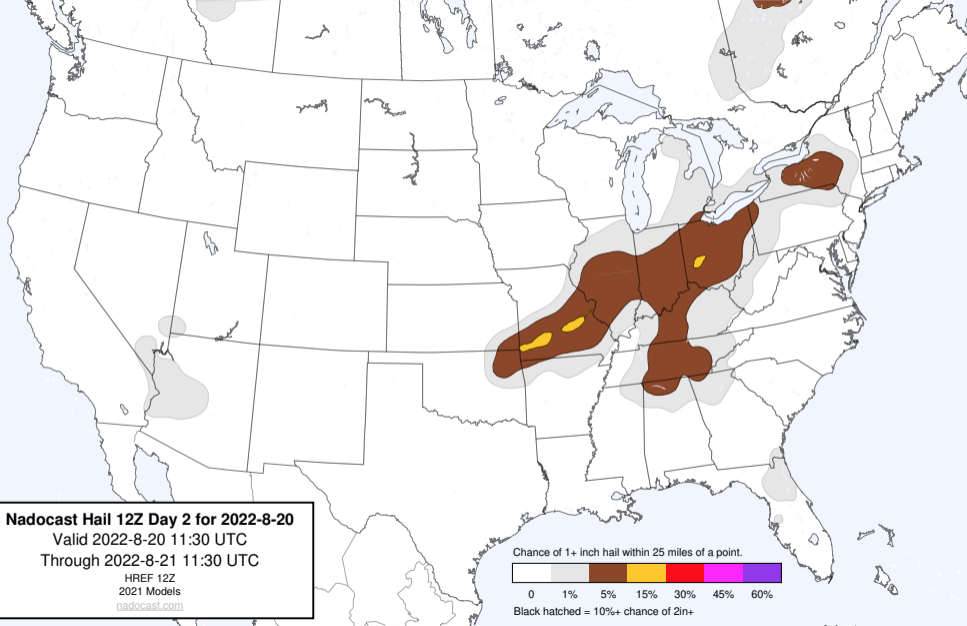 Nadocast Hail 12Z Day 2 for 2022-8-20
Valid 2022-8-20 11:30 UTC
Through 2022-8-21 11:30 UTC
HREF 12Z
2021 Models
nadocast.com
Chance of 1+ inch hail within 25 miles of a point.
0 1% 5% 15% 30% 45% 60%
Black hatched = 10%+ chance of 2in+